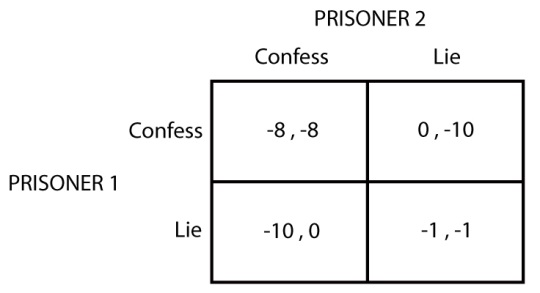 PRISONER 2
Confess Lie
Confess -8 , -8 0 , -10
PRISONER 1
Lie -10 , 0 -1 , -1